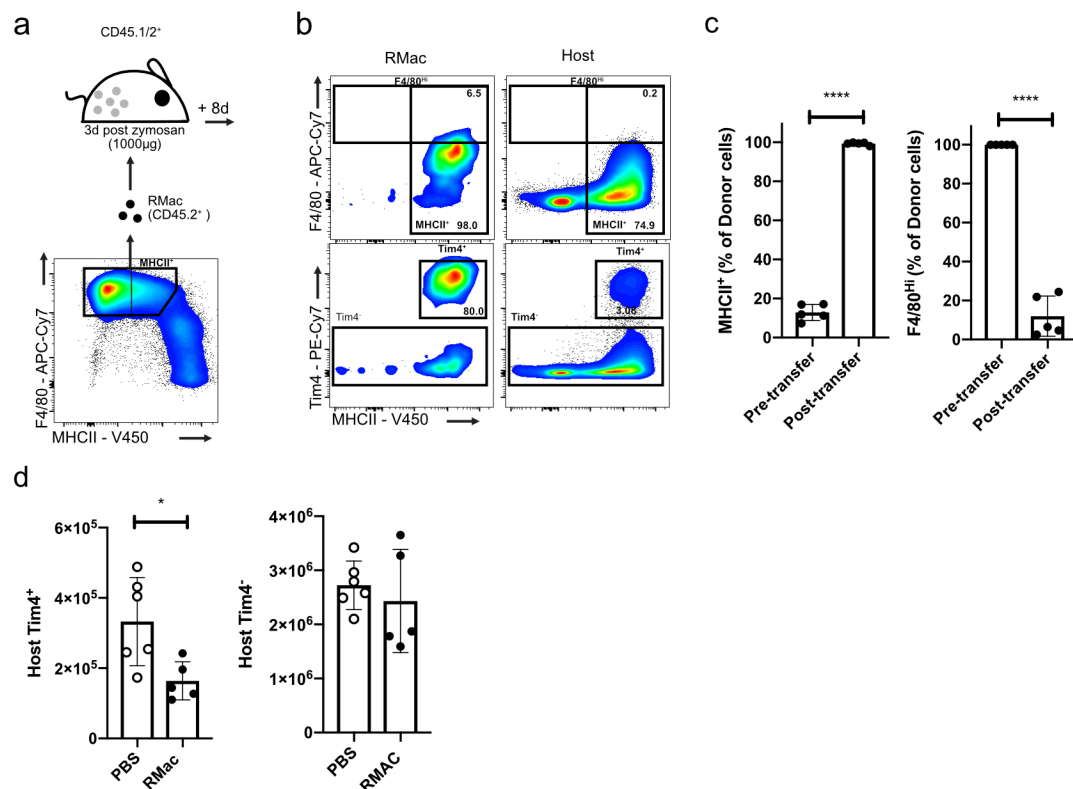 a
CD45.1/2⁺
+ 8d
3d post zymosan
(1000µg)
RMac
(CD45.2⁺ )
MHCII⁺
F4/80 - APC-Cy7
MHCII - V450
b
RMac
Host
F4/80ᴴⁱ
6.5
MHCII⁺ 98.0
F4/80ᴴⁱ
0.2
MHCII⁺ 74.9
F4/80 - APC-Cy7
Tim4⁺
80.0
Tim4⁻
Tim4⁺
3.06
Tim4⁻
Tim4 - PE-Cy7
MHCII - V450
c
****
100
80
60
40
20
0
MHCII⁺ (% of Donor cells)
Pre-transfer
Post-transfer
****
100
80
60
40
20
0
F4/80ᴴⁱ (% of Donor cells)
Pre-transfer
Post-transfer
d
*
6×10⁵
4×10⁵
2×10⁵
0
Host Tim4⁺
PBS
RMac
4×10⁶
3×10⁶
2×10⁶
1×10⁶
0
Host Tim4⁻
PBS
RMAC